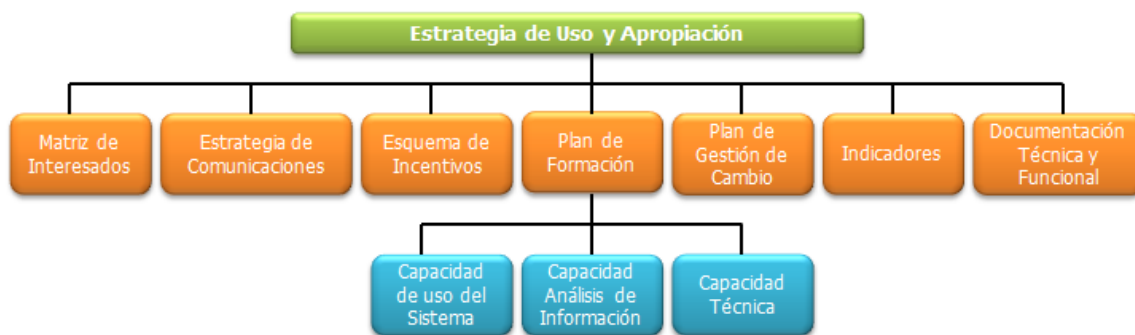 Estrategia de Uso y Apropiación
Matriz de
Interesados
Estrategia de
Comunicaciones
Esquema de
Incentivos
Plan de
Formación
Plan de
Gestión de
Cambio
Indicadores
Documentación
Técnica y
Funcional
Capacidad
de uso del
Sistema
Capacidad
Análisis de
Información
Capacidad
Técnica